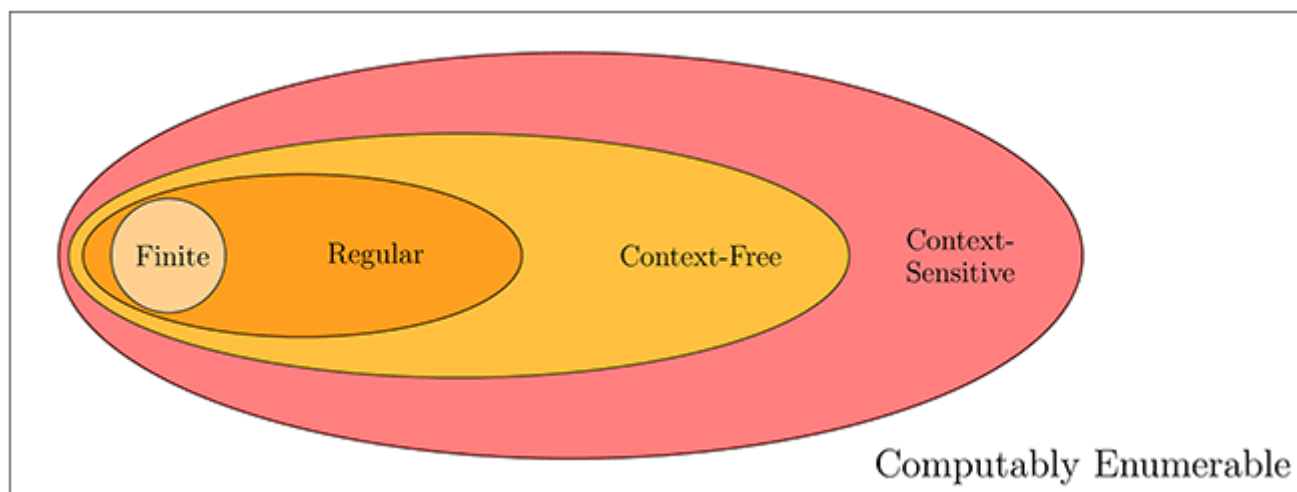 Finite
Regular
Context-Free
Context-
Sensitive
Computably Enumerable